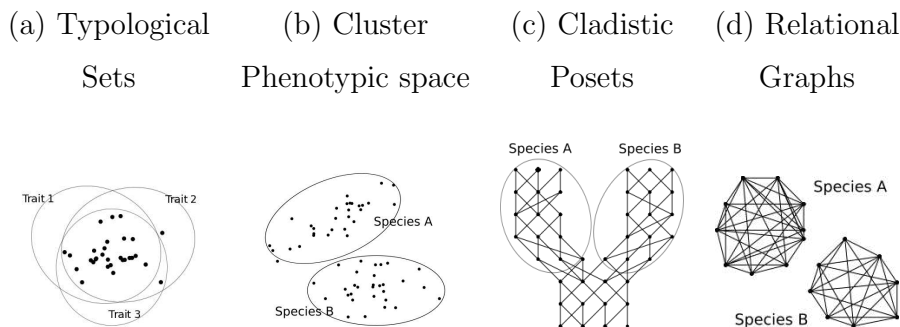 (a) Typological
Sets
(b) Cluster
Phenotypic space
(c) Cladistic
Posets
(d) Relational
Graphs
Trait 1
Trait 2
Trait 3
Species A
Species B
Species A
Species B
Species A
Species B